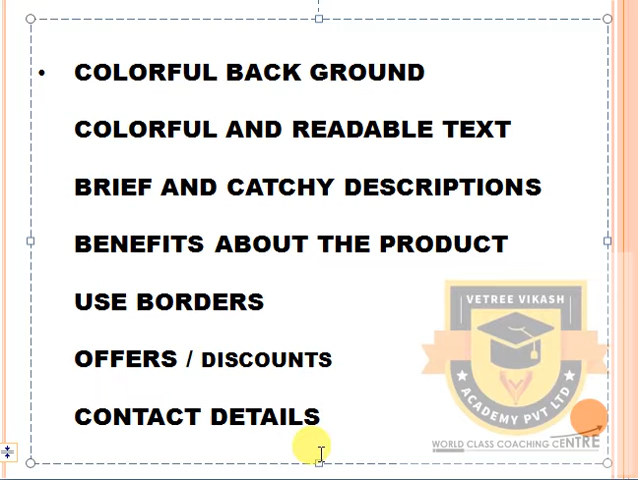 • COLORFUL BACK GROUND
COLORFUL AND READABLE TEXT
BRIEF AND CATCHY DESCRIPTIONS
BENEFITS ABOUT THE PRODUCT
USE BORDERS
OFFERS / DISCOUNTS
CONTACT DETAILS
VETREE VIKASH
ACADEMY PVT LTD
WORLD CLASS COACHING CENTRE